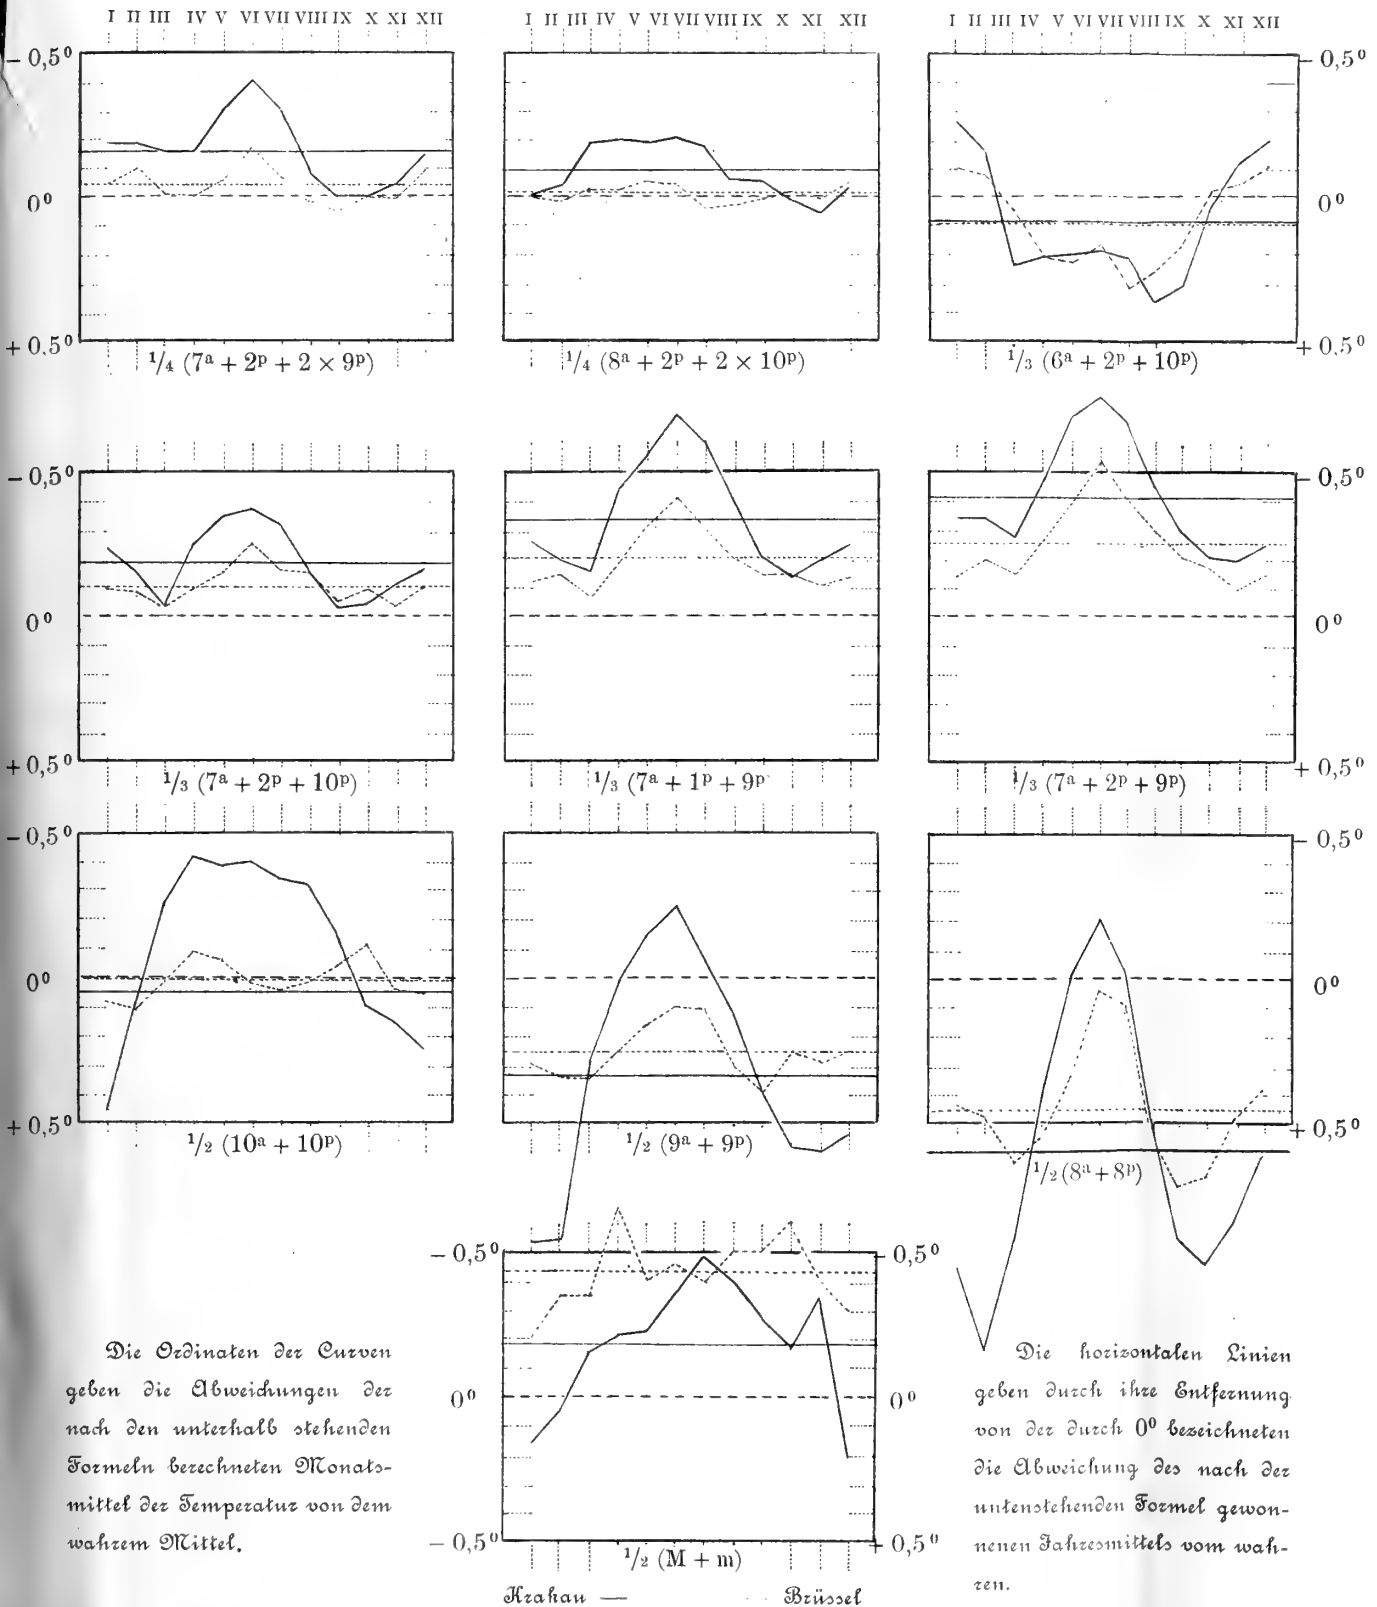 I II III IV V VI VII VIII IX X XI XII
I II III IV V VI VII VIII IX X XI XII
I II III IV V VI VII VIII IX X XI XII
– 0,5⁰
– 0,5⁰
0⁰
0⁰
+ 0,5⁰
+ 0,5⁰
¹/₄ (7ᵃ + 2ᵖ + 2 × 9ᵖ)
¹/₄ (8ᵃ + 2ᵖ + 2 × 10ᵖ)
¹/₃ (6ᵃ + 2ᵖ + 10ᵖ)
– 0,5⁰
– 0,5⁰
0⁰
0⁰
+ 0,5⁰
+ 0,5⁰
¹/₃ (7ᵃ + 2ᵖ + 10ᵖ)
¹/₃ (7ᵃ + 1ᵖ + 9ᵖ
¹/₃ (7ᵃ + 2ᵖ + 9ᵖ)
– 0,5⁰
– 0,5⁰
0⁰
0⁰
+ 0,5⁰
+ 0,5⁰
¹/₂ (10ᵃ + 10ᵖ)
¹/₂ (9ᵃ + 9ᵖ)
¹/₂ (8ᵃ + 8ᵖ)
– 0,5⁰
– 0,5⁰
0⁰
0⁰
– 0,5⁰
+ 0,5⁰
¹/₂ (M + m)
Krakau —
Brüssel
Die Ordinaten der Curven
geben die Abweichungen der
nach den unterhalb stehenden
Formeln berechneten Monats-
mittel der Temperatur von dem
wahrem Mittel.
Die horizontalen Linien
geben durch ihre Entfernung
von der durch 0⁰ bezeichneten
die Abweichung des nach der
untenstehenden Formel gewon-
nenen Jahresmittels vom wah-
ren.